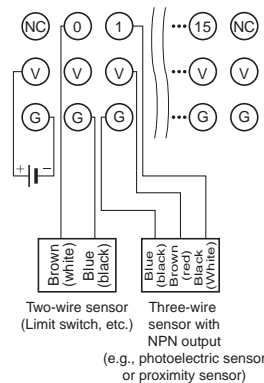 NC 0 1 ••• 15 NC
V V V ••• V V
G G G ••• G G
+ −
Brown
(white)
Blue
(black)
Blue
(black)
Brown
(red)
Black
(White)
Two-wire sensor
(Limit switch, etc.)
Three-wire
sensor with
NPN output
(e.g., photoelectric sensor
or proximity sensor)